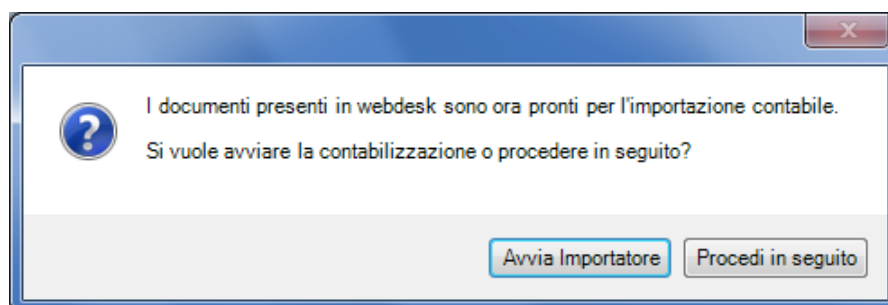 I documenti presenti in webdesk sono ora pronti per l'importazione contabile.
Si vuole avviare la contabilizzazione o procedere in seguito?
Avvia Importatore
Procedi in seguito